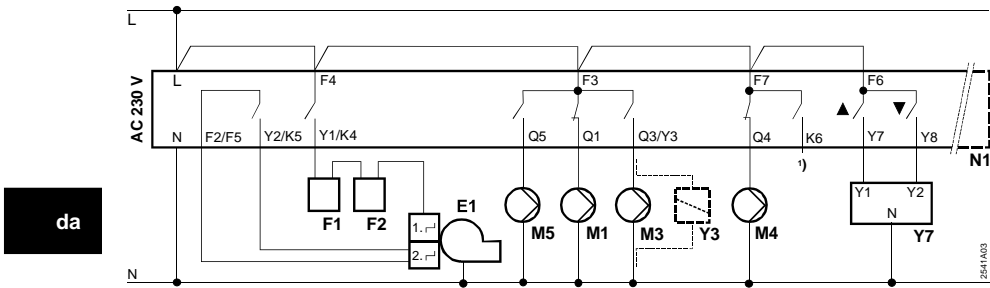 L
AC 230 V
L F4 F3 F7 F6
▲ ▼
N F2/F5 Y2/K5 Y1/K4 Q5 Q1 Q3/Y3 Q4 K6 Y7 Y8
¹)
N1
Y1 Y2
N
F1 F2 E1 M5 M1 M3 Y3 M4 Y7
1.
2.
da
N
2541A03